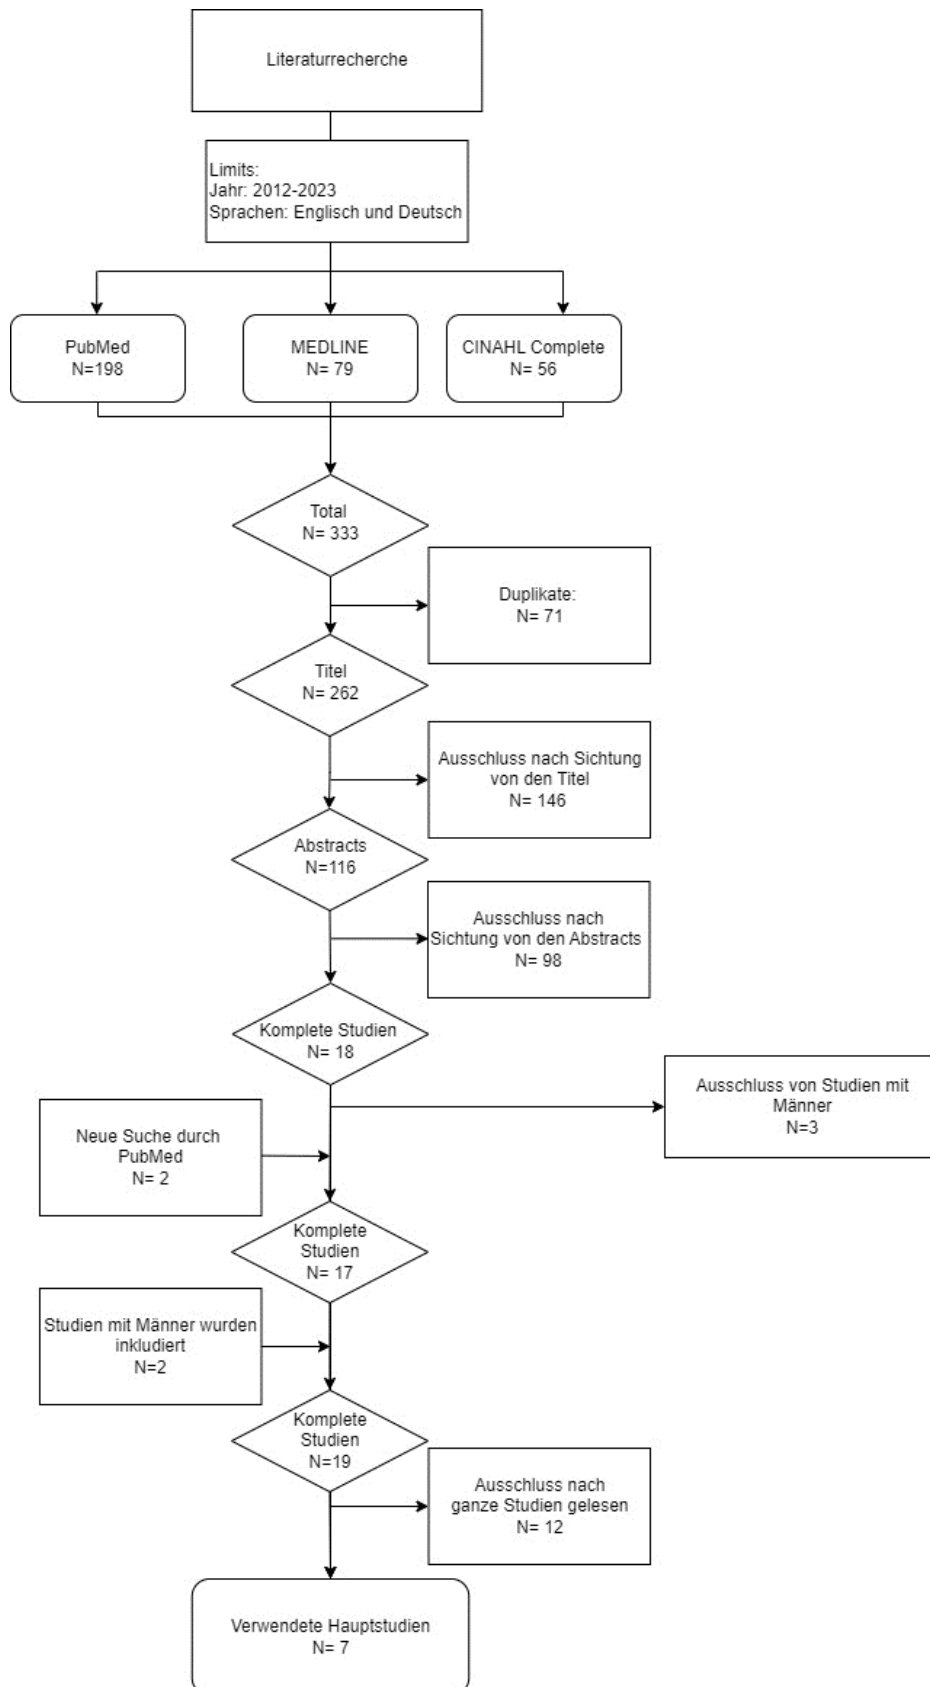 Literaturrecherche
Limits:
Jahr: 2012-2023
Sprachen: Englisch und Deutsch
PubMed
N=198
MEDLINE
N= 79
CINAHL Complete
N= 56
Total
N= 333
Duplikate:
N= 71
Titel
N= 262
Ausschluss nach Sichtung
von den Titel
N= 146
Abstracts
N=116
Ausschluss nach
Sichtung von den Abstracts
N= 98
Komplete Studien
N= 18
Ausschluss von Studien mit
Männer
N=3
Neue Suche durch
PubMed
N= 2
Komplete
Studien
N= 17
Studien mit Männer wurden
inkludiert
N=2
Komplete
Studien
N=19
Ausschluss nach
ganze Studien gelesen
N= 12
Verwendete Hauptstudien
N= 7